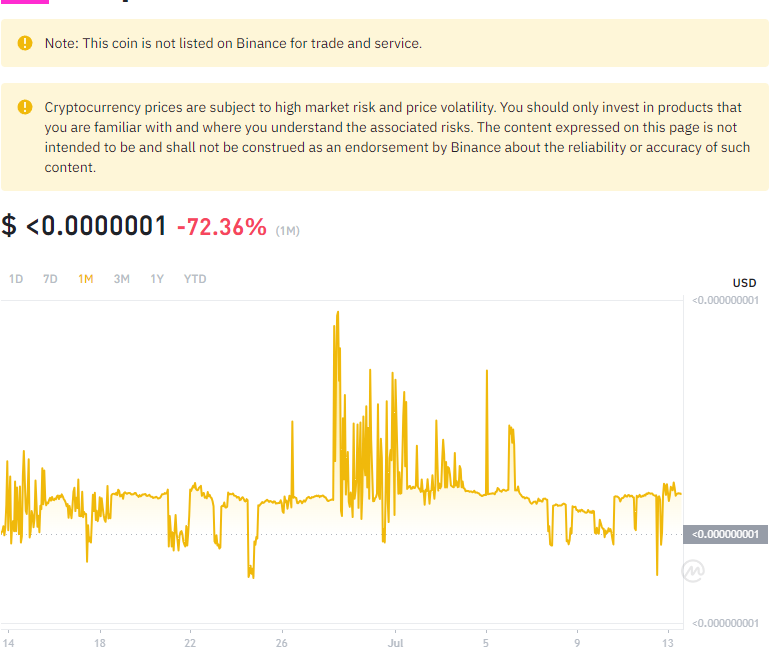 Note: This coin is not listed on Binance for trade and service.
Cryptocurrency prices are subject to high market risk and price volatility. You should only invest in products that
you are familiar with and where you understand the associated risks. The content expressed on this page is not
intended to be and shall not be construed as an endorsement by Binance about the reliability or accuracy of such
content.
$ <0.0000001 -72.36% (1M)
1D 7D 1M 3M 1Y YTD
USD
<0.000000001
<0.000000001
<0.000000001
14 18 22 26 Jul 5 9 13